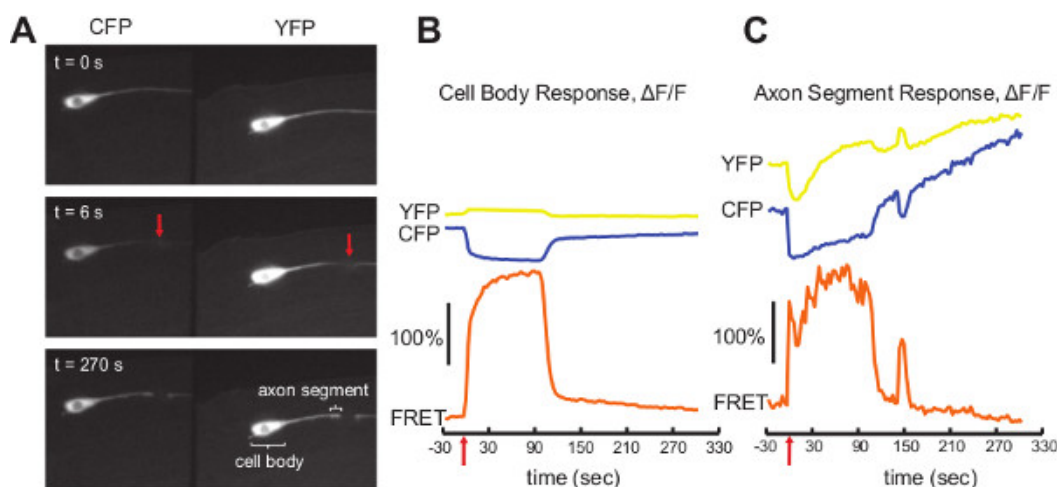 A
CFP
YFP
t = 0 s
t = 6 s
t = 270 s
axon segment
cell body
B
Cell Body Response, ΔF/F
YFP
CFP
100%
FRET
-30 30 90 150 210 270 330
time (sec)
C
Axon Segment Response, ΔF/F
YFP
CFP
100%
FRET
-30 30 90 150 210 270 330
time (sec)